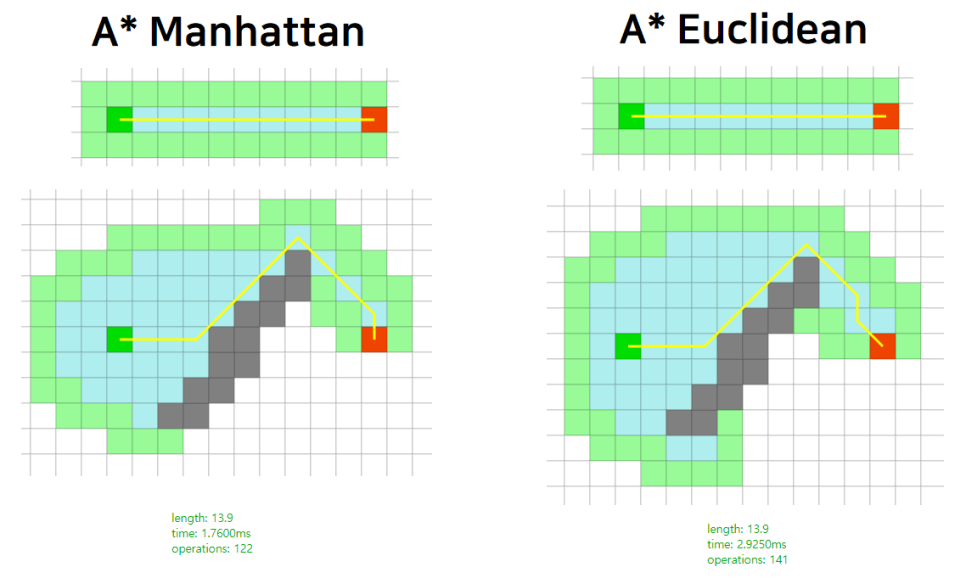 A* Manhattan
A* Euclidean
length: 13.9
time: 1.7600ms
operations: 122
length: 13.9
time: 2.9250ms
operations: 141